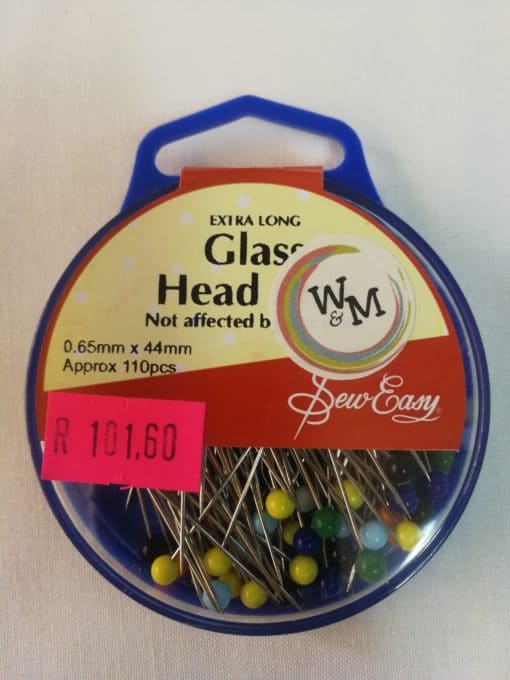 EXTRA LONG
Glass
Head
Not affected b
0.65mm x 44mm
Approx 110pcs
W&M
Sew Easy
R 101.60